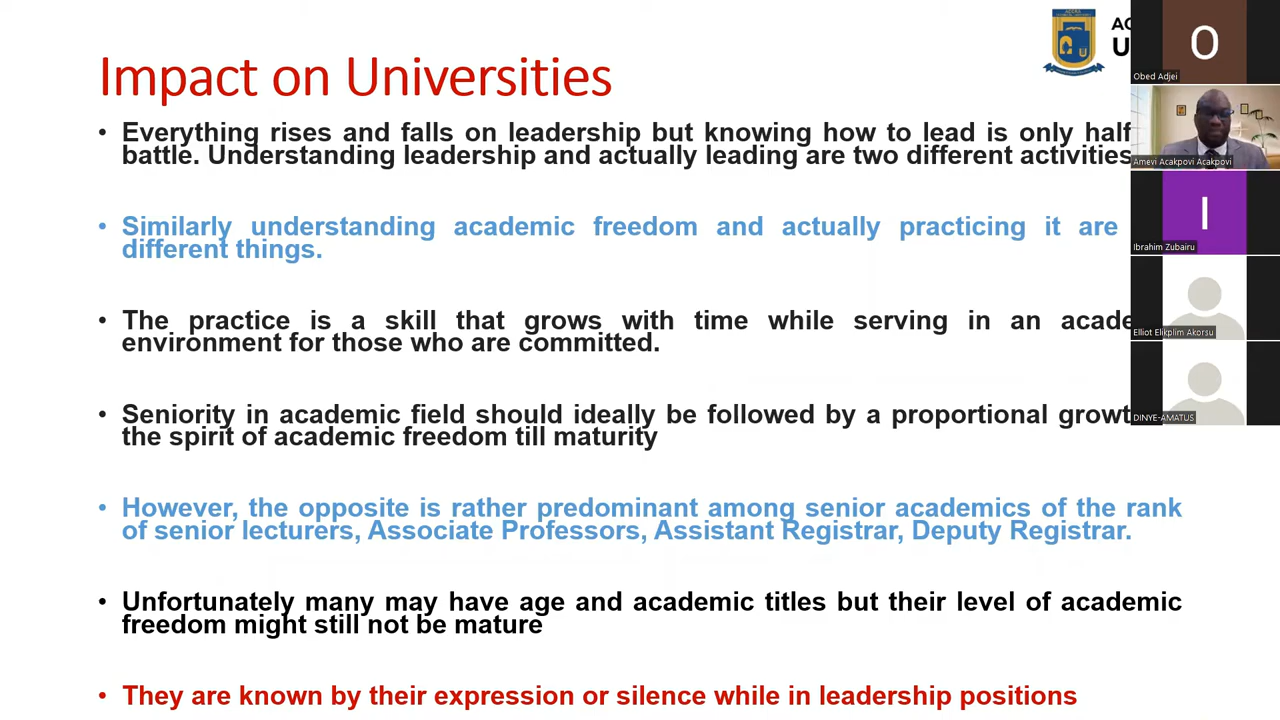 Impact on Universities
• Everything rises and falls on leadership but knowing how to lead is only half
battle. Understanding leadership and actually leading are two different activities
• Similarly understanding academic freedom and actually practicing it are
different things.
• The practice is a skill that grows with time while serving in an acade
environment for those who are committed.
• Seniority in academic field should ideally be followed by a proportional growt
the spirit of academic freedom till maturity
• However, the opposite is rather predominant among senior academics of the rank
of senior lecturers, Associate Professors, Assistant Registrar, Deputy Registrar.
• Unfortunately many may have age and academic titles but their level of academic
freedom might still not be mature
• They are known by their expression or silence while in leadership positions
AC
U
O
Obed Adjei
Amevi Acakpovi Acakpovi
I
Ibrahim Zubairu
Elliot Elikplim Akorsu
DINYE-AMATUS